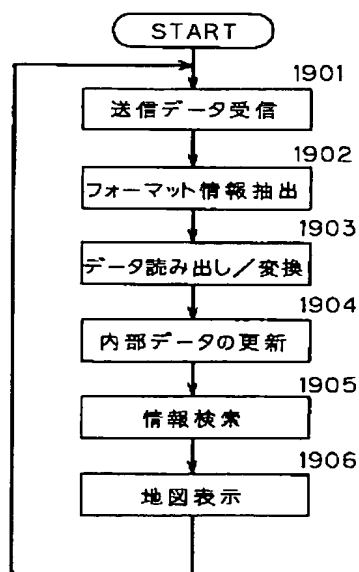 START
1901
送信データ受信
1902
フォーマット情報抽出
1903
データ読み出し／変換
1904
内部データの更新
1905
情報検索
1906
地図表示